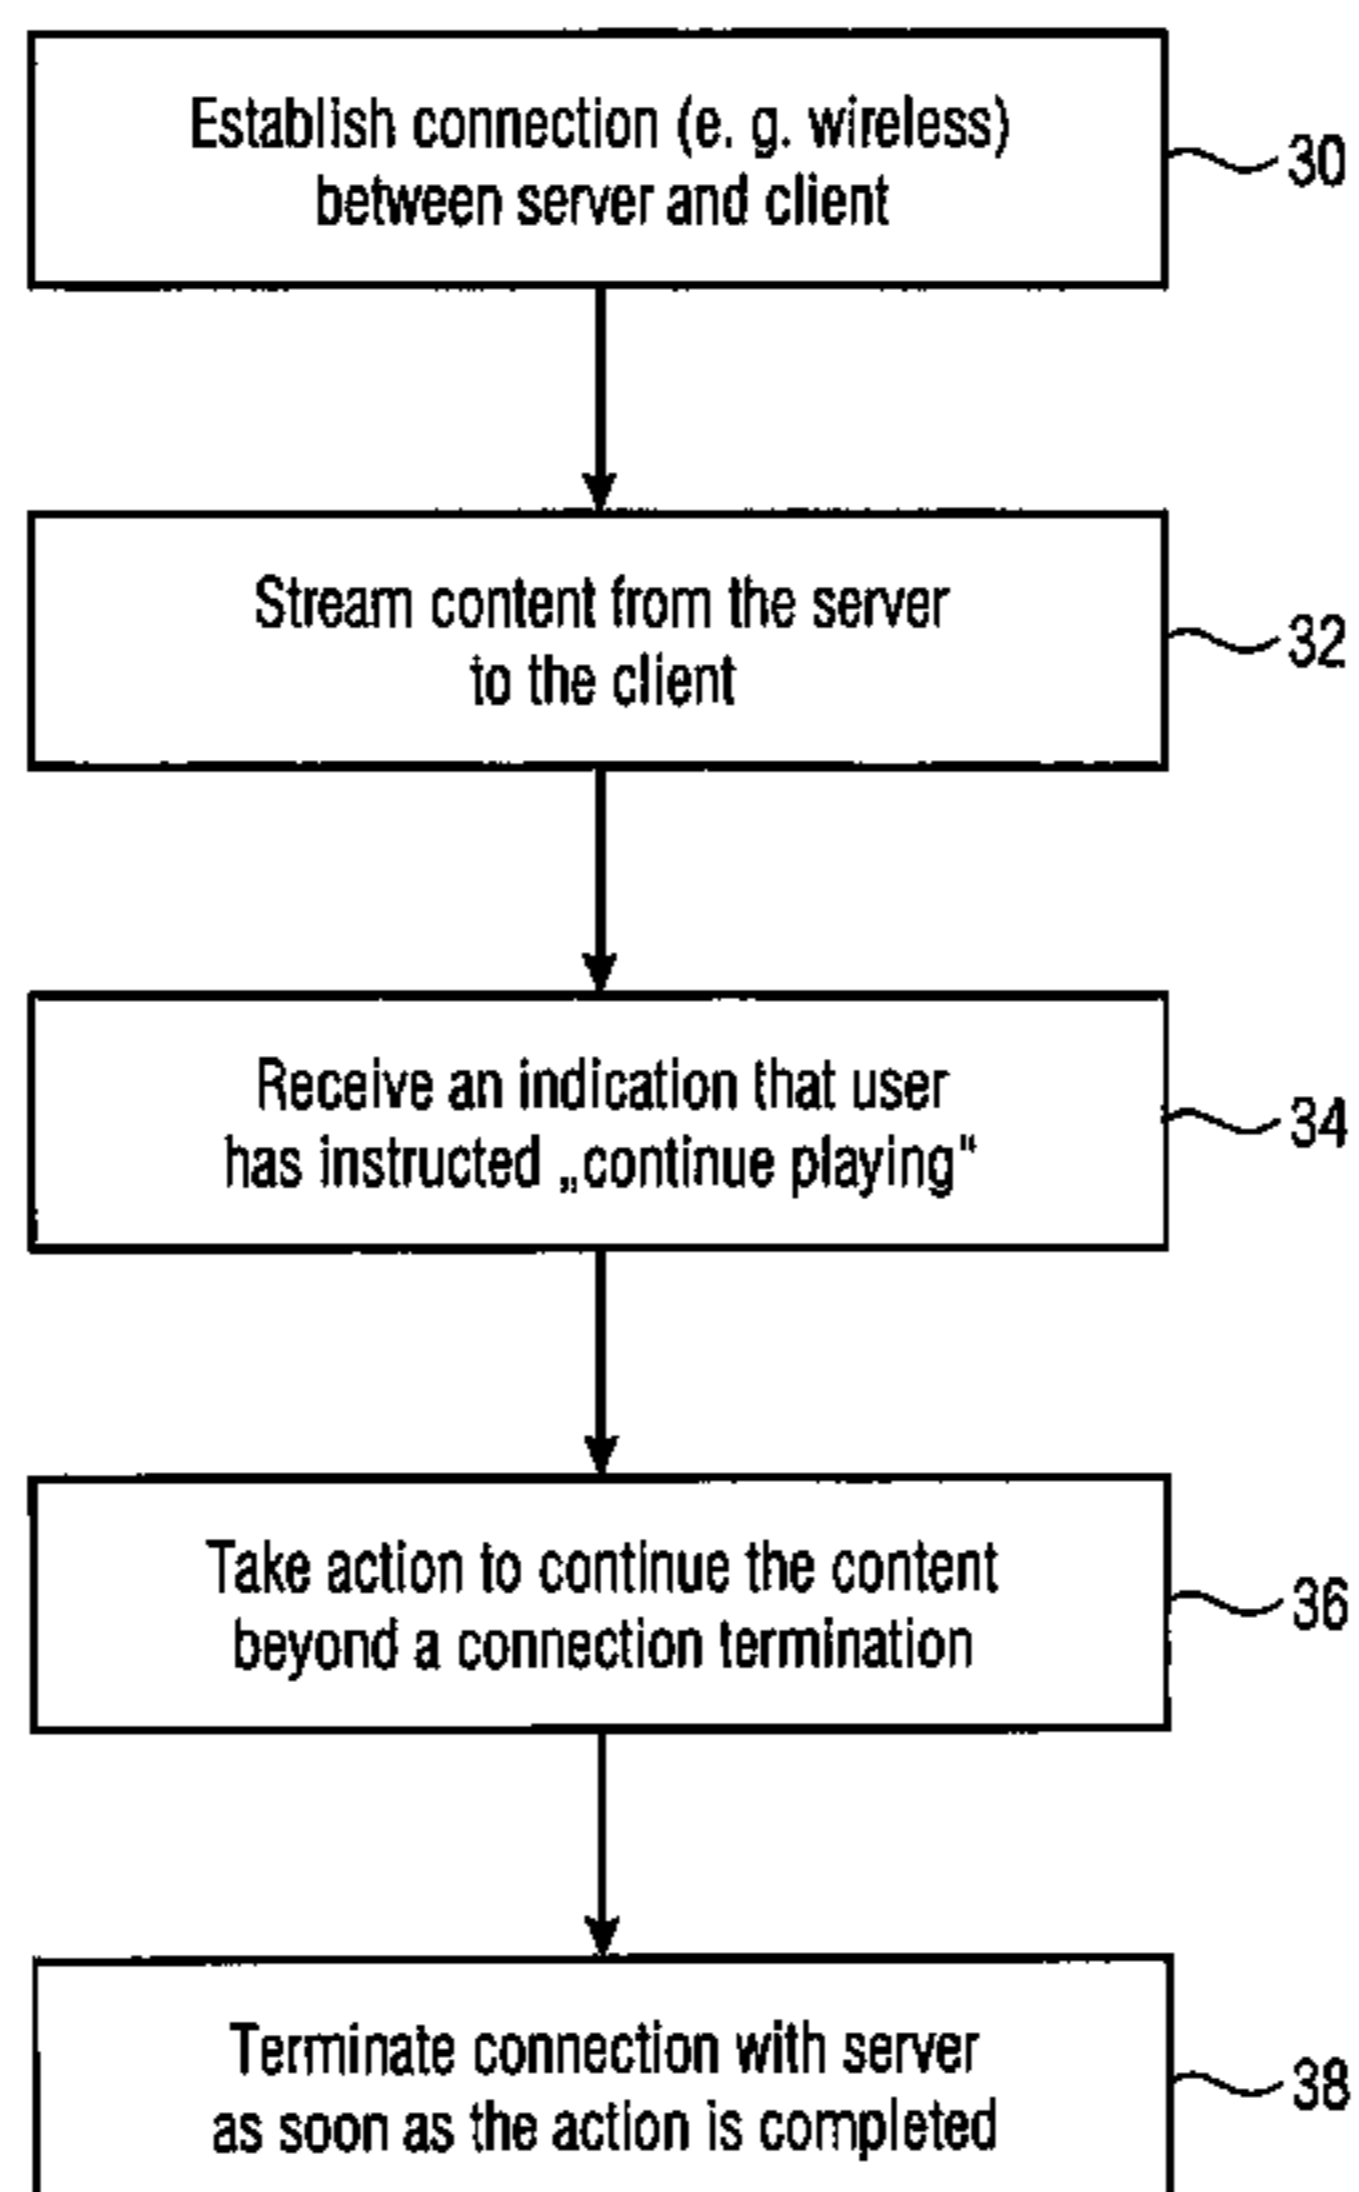 Establish connection (e. g. wireless)
between server and client
30
Stream content from the server
to the client
32
Receive an indication that user
has instructed „continue playing“
34
Take action to continue the content
beyond a connection termination
36
Terminate connection with server
as soon as the action is completed
38